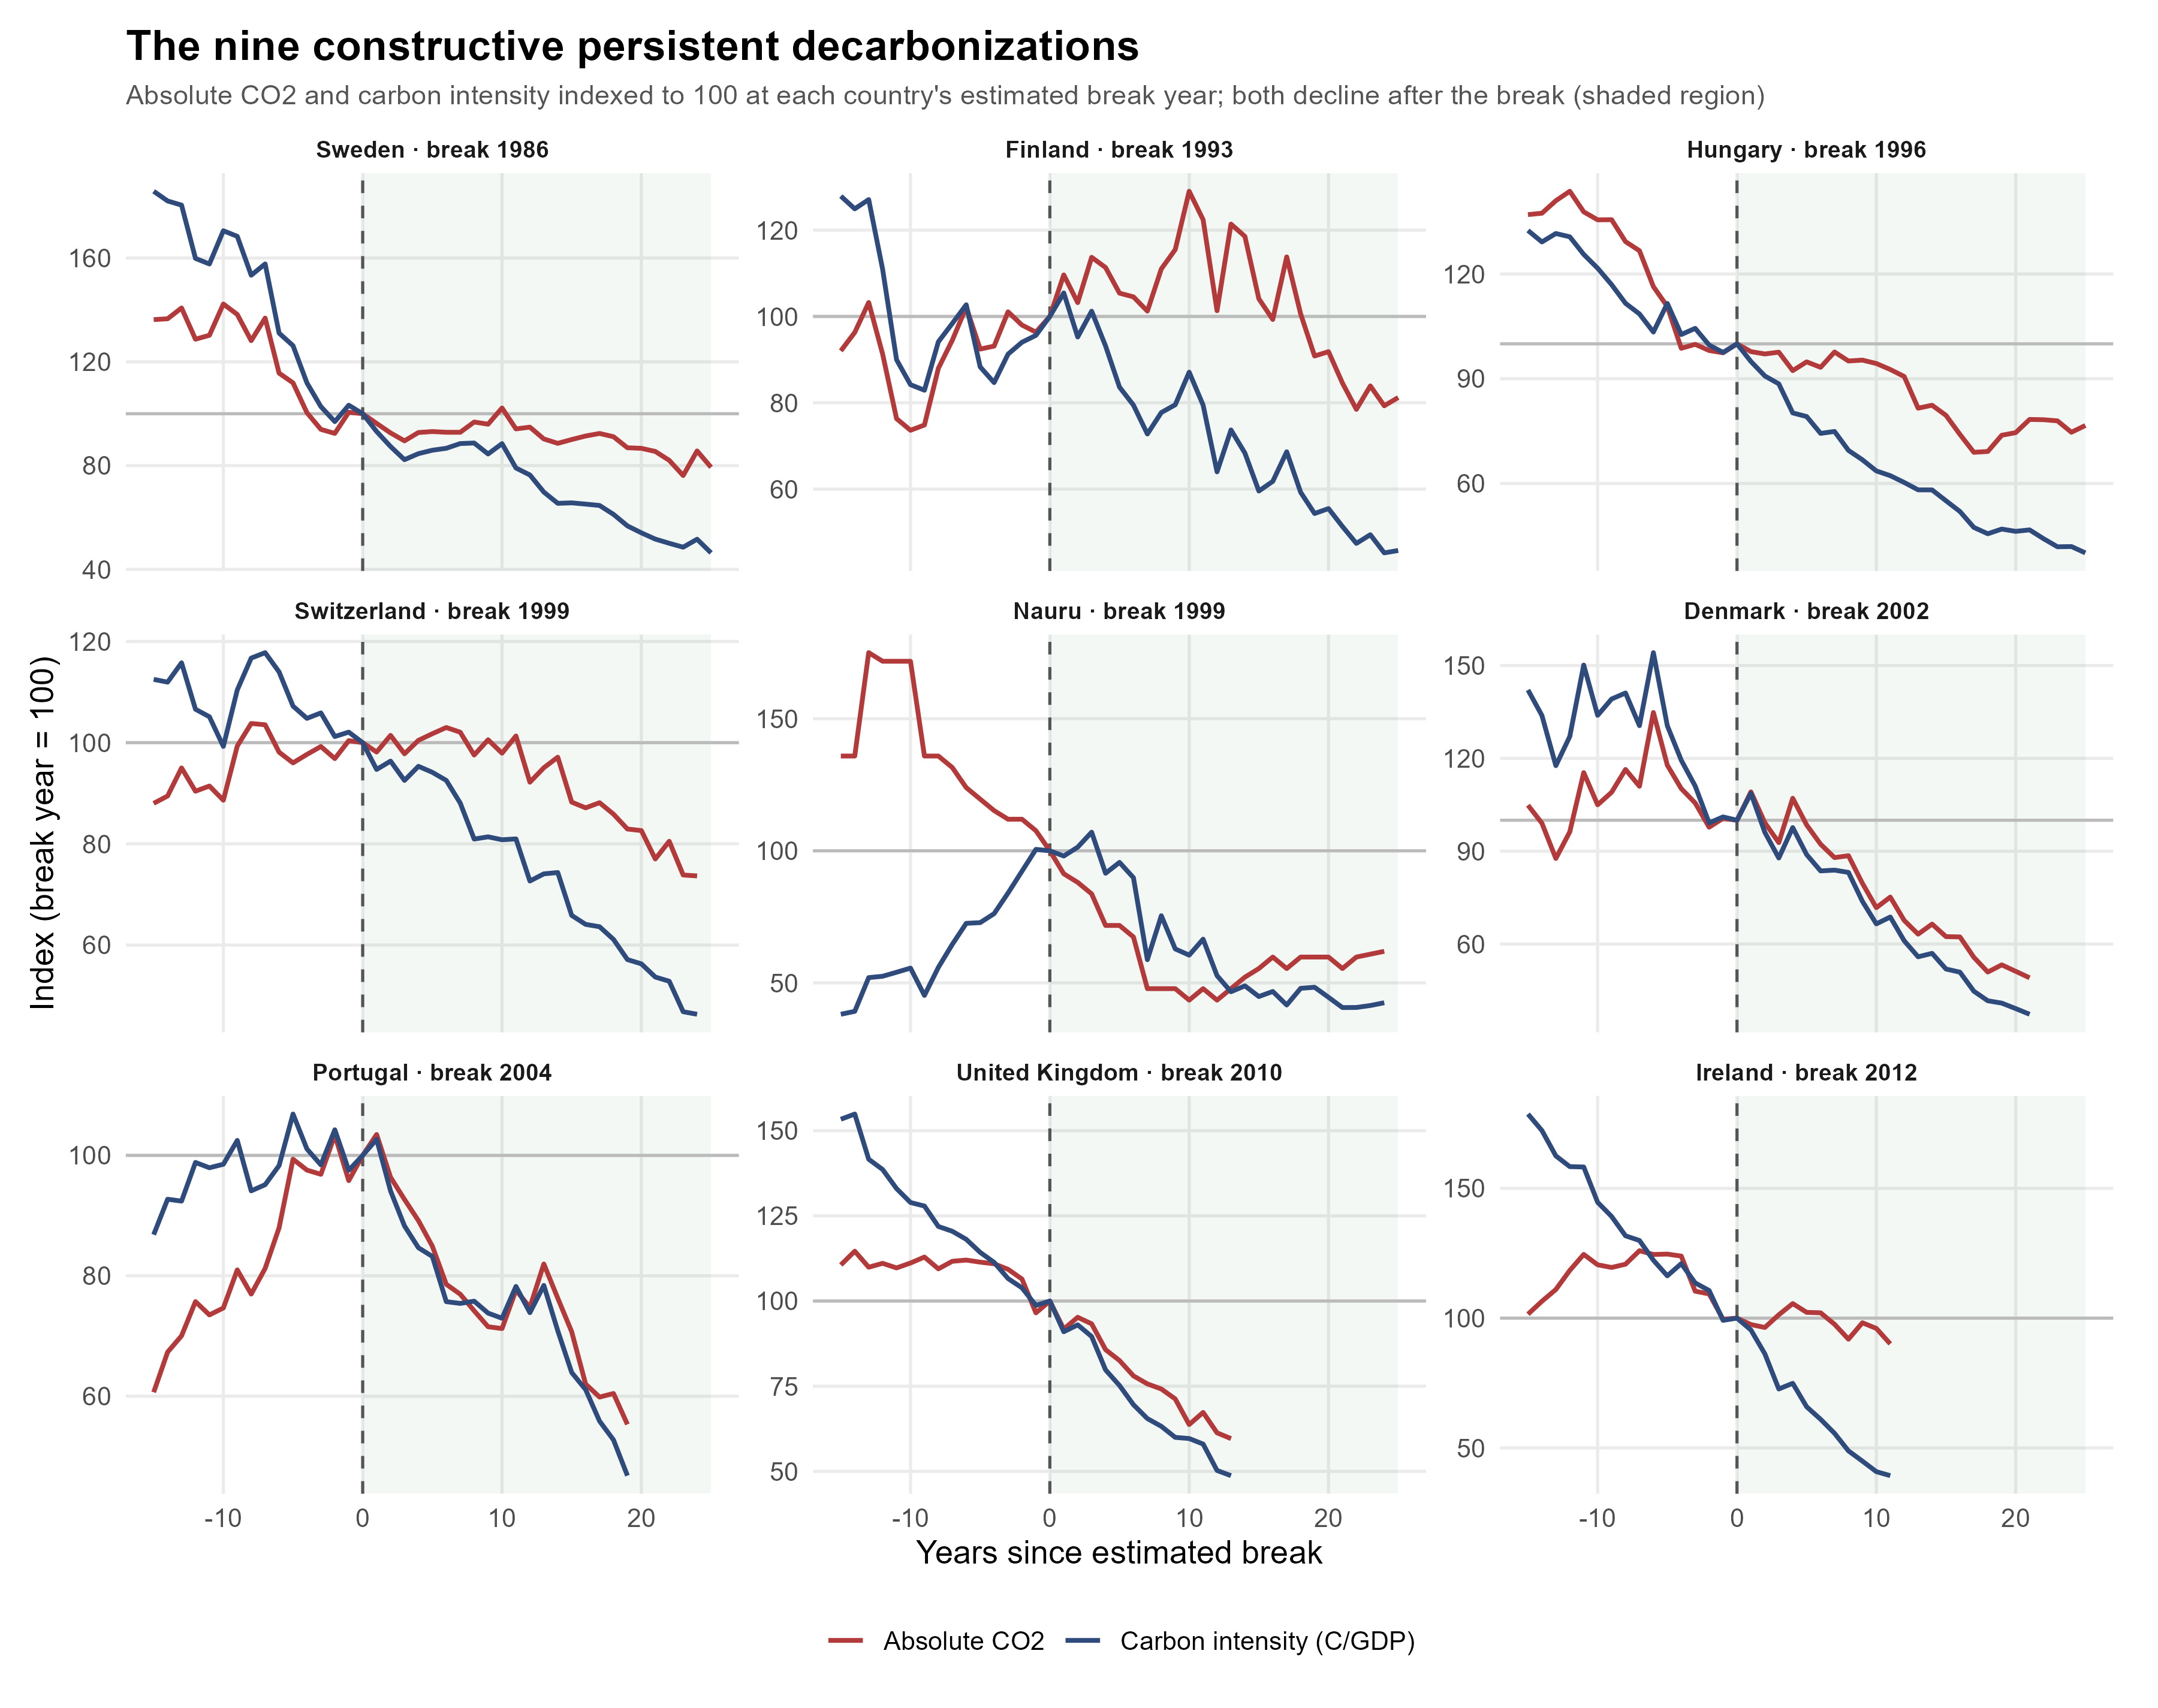 The nine constructive persistent decarbonizations
Absolute CO2 and carbon intensity indexed to 100 at each country's estimated break year; both decline after the break (shaded region)
Sweden · break 1986
Finland · break 1993
Hungary · break 1996
160
120
80
40
120
100
80
60
120
90
60
Switzerland · break 1999
Nauru · break 1999
Denmark · break 2002
120
100
80
60
150
100
50
150
120
90
60
Portugal · break 2004
United Kingdom · break 2010
Ireland · break 2012
100
80
60
150
125
100
75
50
150
100
50
-10 0 10 20
-10 0 10 20
-10 0 10 20
Index (break year = 100)
Years since estimated break
Absolute CO2 Carbon intensity (C/GDP)